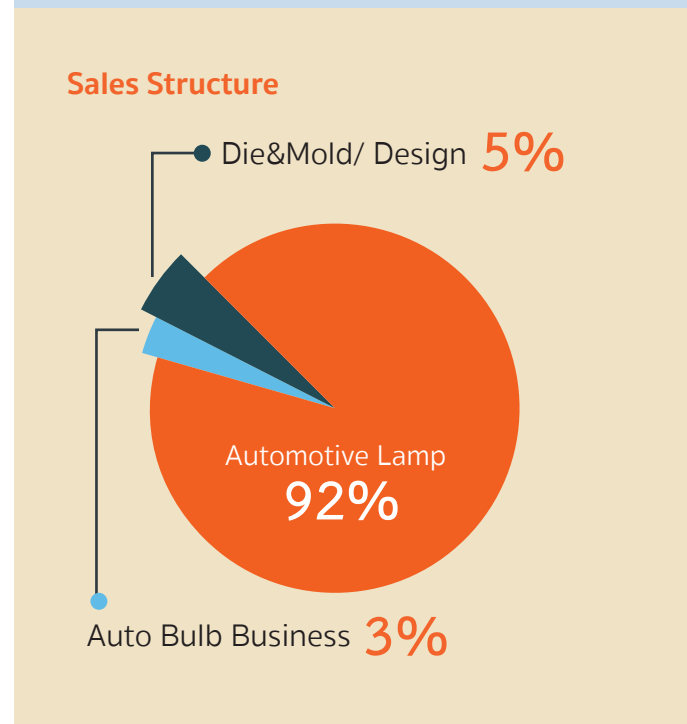 Sales Structure
Die&Mold/ Design 5%
Automotive Lamp
92%
Auto Bulb Business 3%